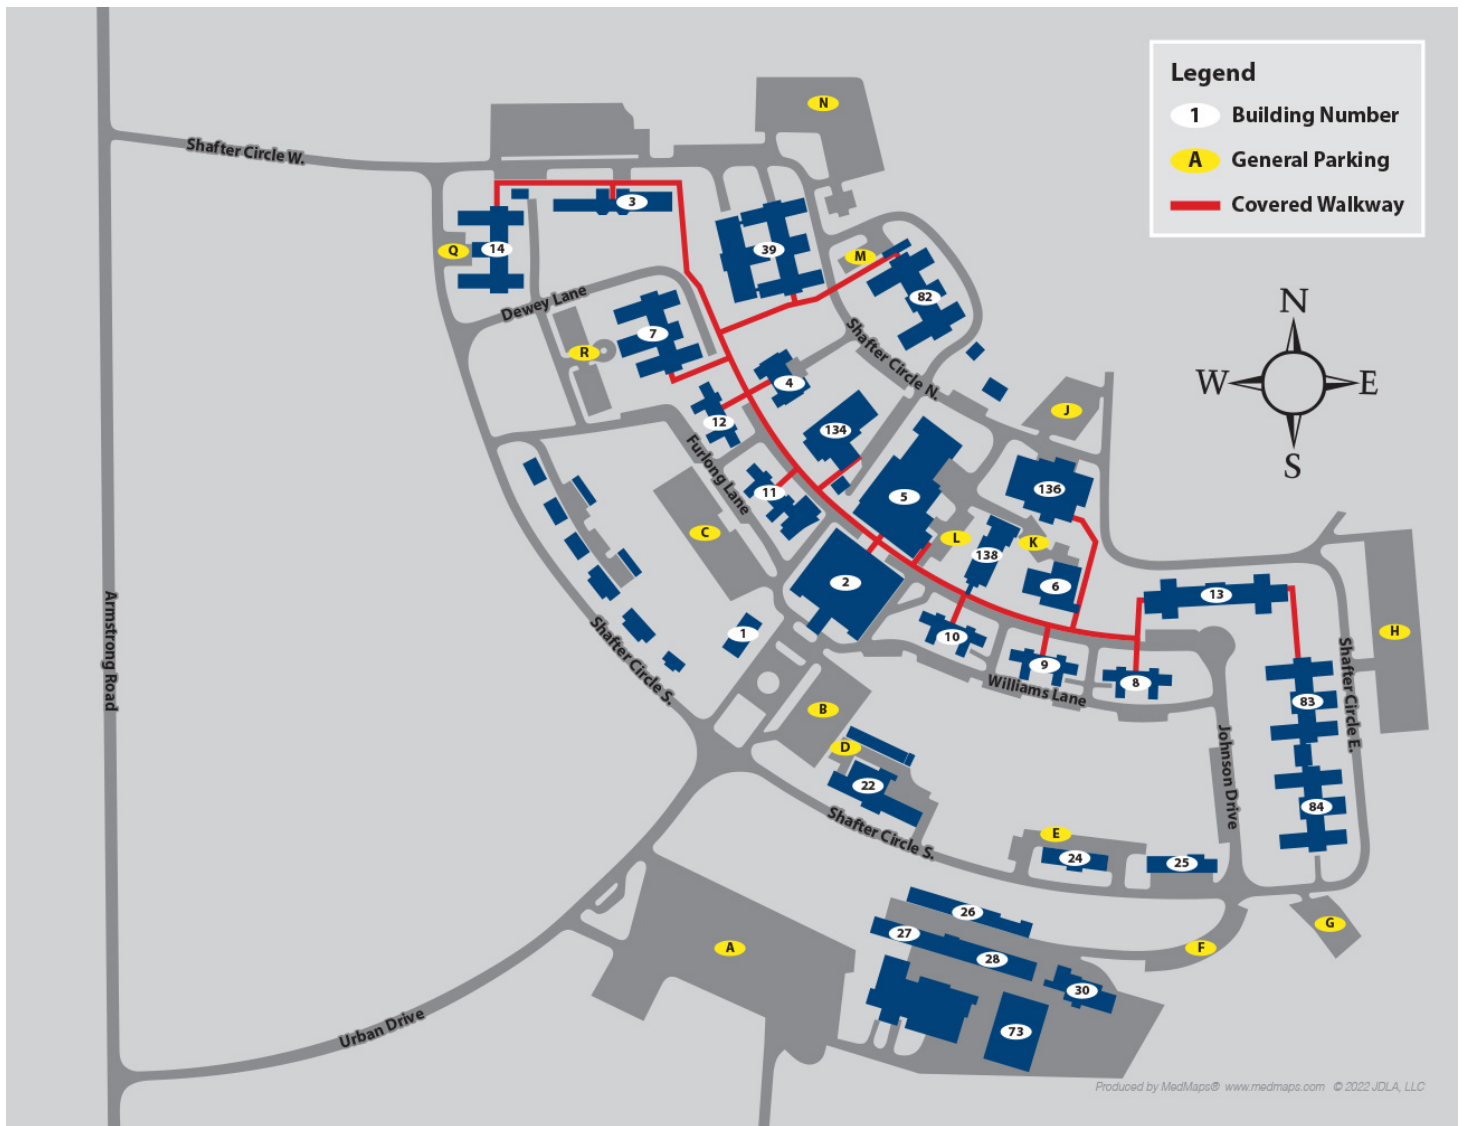 Legend
1 Building Number
A General Parking
Covered Walkway
N
Shafter Circle W.
3
14
Q
39
M
82
N
W
E
S
Dewey Lane
7
R
Shafter Circle N.
4
12
134
J
Furlong Lane
11
5
136
C
L
K
138
2
6
13
Armstrong Road
1
10
9
8
H
Shafter Circle S.
Williams Lane
Shafter Circle E.
83
B
D
22
Johnson Drive
84
Shafter Circle S.
E
24
25
26
27
28
G
F
A
30
73
Urban Drive
Produced by MedMaps® www.medmaps.com © 2022 JDLA, LLC